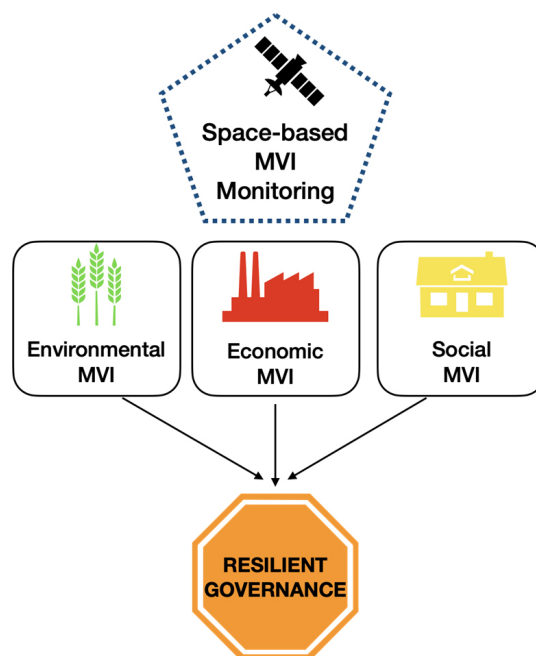 Space-based
MVI
Monitoring
Environmental
MVI
Economic
MVI
Social
MVI
RESILIENT
GOVERNANCE